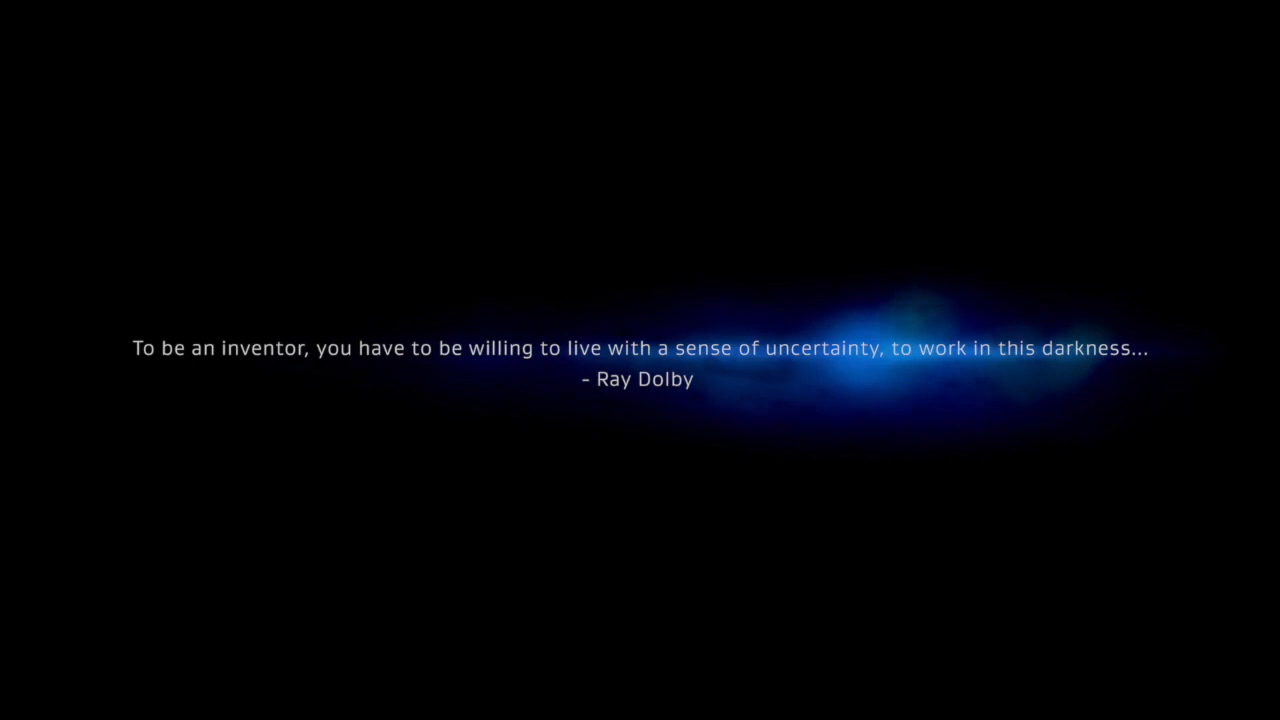 To be an inventor, you have to be willing to live with a sense of uncertainty, to work in this darkness...
- Ray Dolby